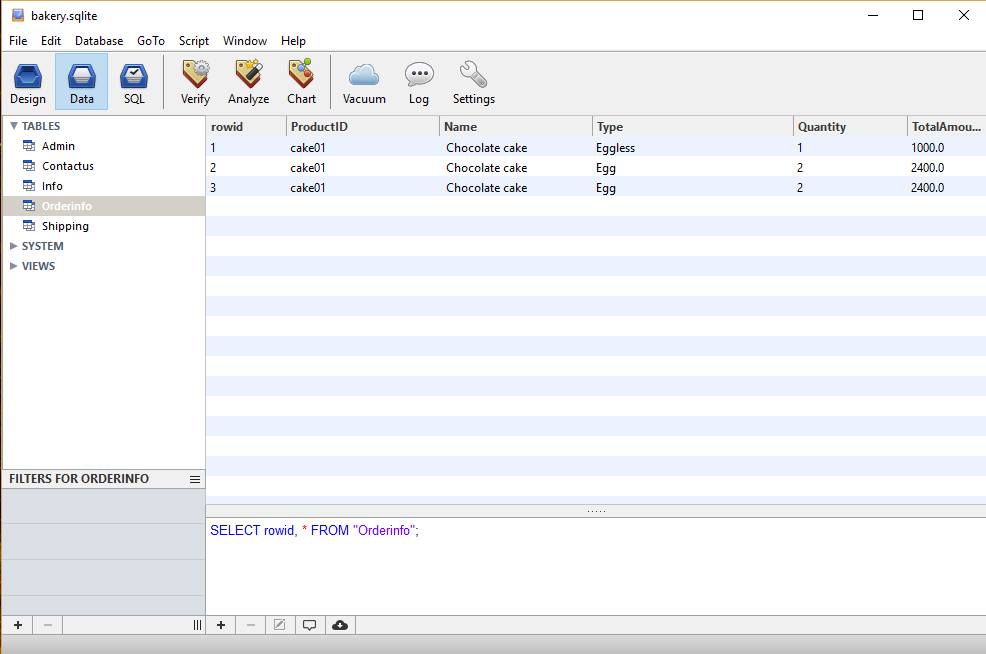 bakery.sqlite
File Edit Database GoTo Script Window Help
Design Data SQL Verify Analyze Chart Vacuum Log Settings
TABLES
Admin
Contactus
Info
Orderinfo
Shipping
SYSTEM
VIEWS
rowid ProductID Name Type Quantity TotalAmou...
1 cake01 Chocolate cake Eggless 1 1000.0
2 cake01 Chocolate cake Egg 2 2400.0
3 cake01 Chocolate cake Egg 2 2400.0
FILTERS FOR ORDERINFO
SELECT rowid, * FROM "Orderinfo";